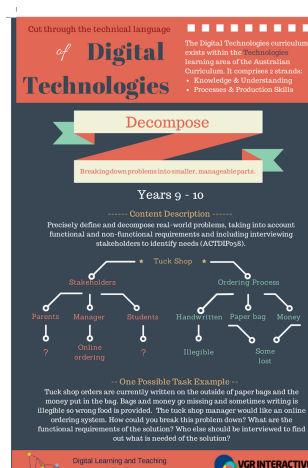 Cut through the technical language
of Digital
Technologies
The Digital Technologies curriculum
exists within the Technologies
learning area of the Australian
Curriculum. It comprises 2 strands:
• Knowledge & Understanding
• Processes & Production Skills
Decompose
Breaking down problems into smaller, manageable parts.
Years 9 - 10
------ Content Description ------
Precisely define and decompose real-world problems, taking into account
functional and non-functional requirements and including interviewing
stakeholders to identify needs (ACTDIP038).
★ Tuck Shop ★
Stakeholders Ordering Process
Parents Manager Students Handwritten Paper bag Money
? Online ordering ? Illegible Some lost
-- One Possible Task Example --
Tuck shop orders are currently written on the outside of paper bags and the
money put in the bag. Bags and money go missing and sometimes writing is
illegible so wrong food is provided. The tuck shop manager would like an online
ordering system. How could you break this problem down? What are the
functional requirements of the solution? Who else should be interviewed to find
out what is needed of the solution?
Digital Learning and Teaching
VGR INTERACTIV